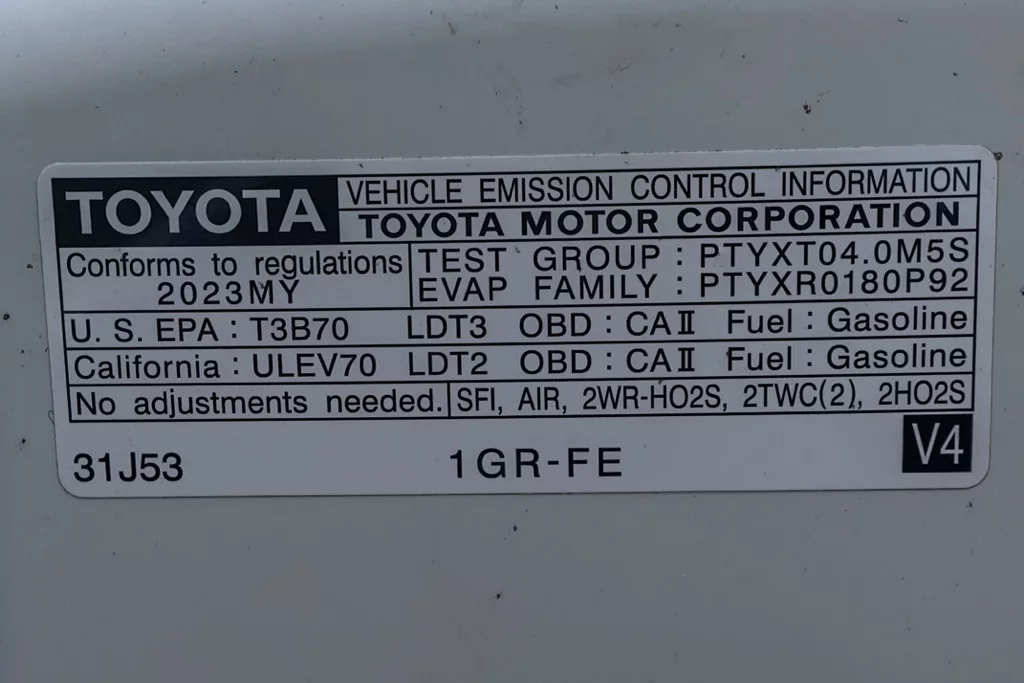 TOYOTA VEHICLE EMISSION CONTROL INFORMATION
TOYOTA MOTOR CORPORATION
Conforms to regulations
2023MY
TEST GROUP : PTYXT04.0M5S
EVAP FAMILY : PTYXR0180P92
U. S. EPA : T3B70 LDT3 OBD : CAⅡ Fuel : Gasoline
California : ULEV70 LDT2 OBD : CAⅡ Fuel : Gasoline
No adjustments needed. SFI, AIR, 2WR-HO2S, 2TWC(2), 2HO2S
31J53 1GR-FE V4